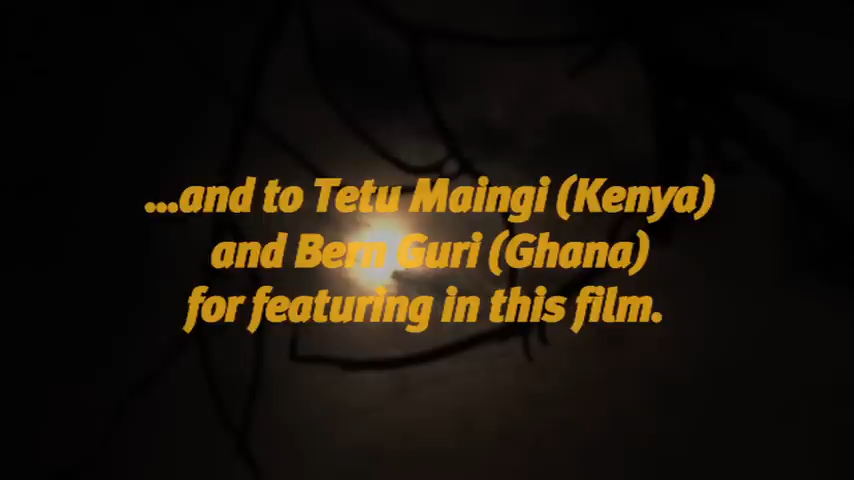 ...and to Tetu Maingi (Kenya)
and Bern Guri (Ghana)
for featuring in this film.